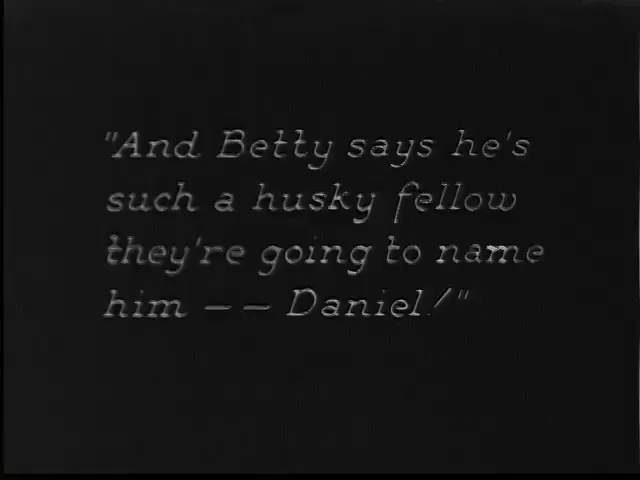 "And Betty says he's
such a husky fellow
they're going to name
him — — Daniel!"